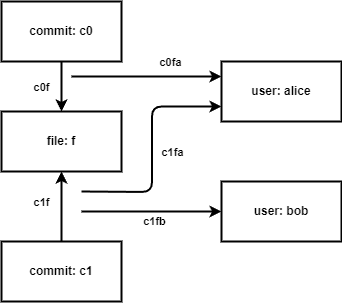 commit: c0
c0fa
c0f
user: alice
file: f
c1fa
c1f
c1fb
user: bob
commit: c1